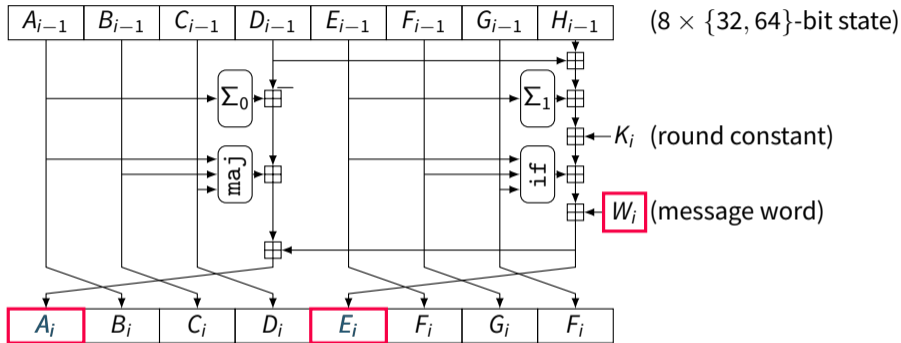 A_{i−1} B_{i−1} C_{i−1} D_{i−1} E_{i−1} F_{i−1} G_{i−1} H_{i−1} (8 × {32, 64}-bit state)
Σ₀ Σ₁
K_i (round constant)
maj if
W_i (message word)
A_i B_i C_i D_i E_i F_i G_i F_i